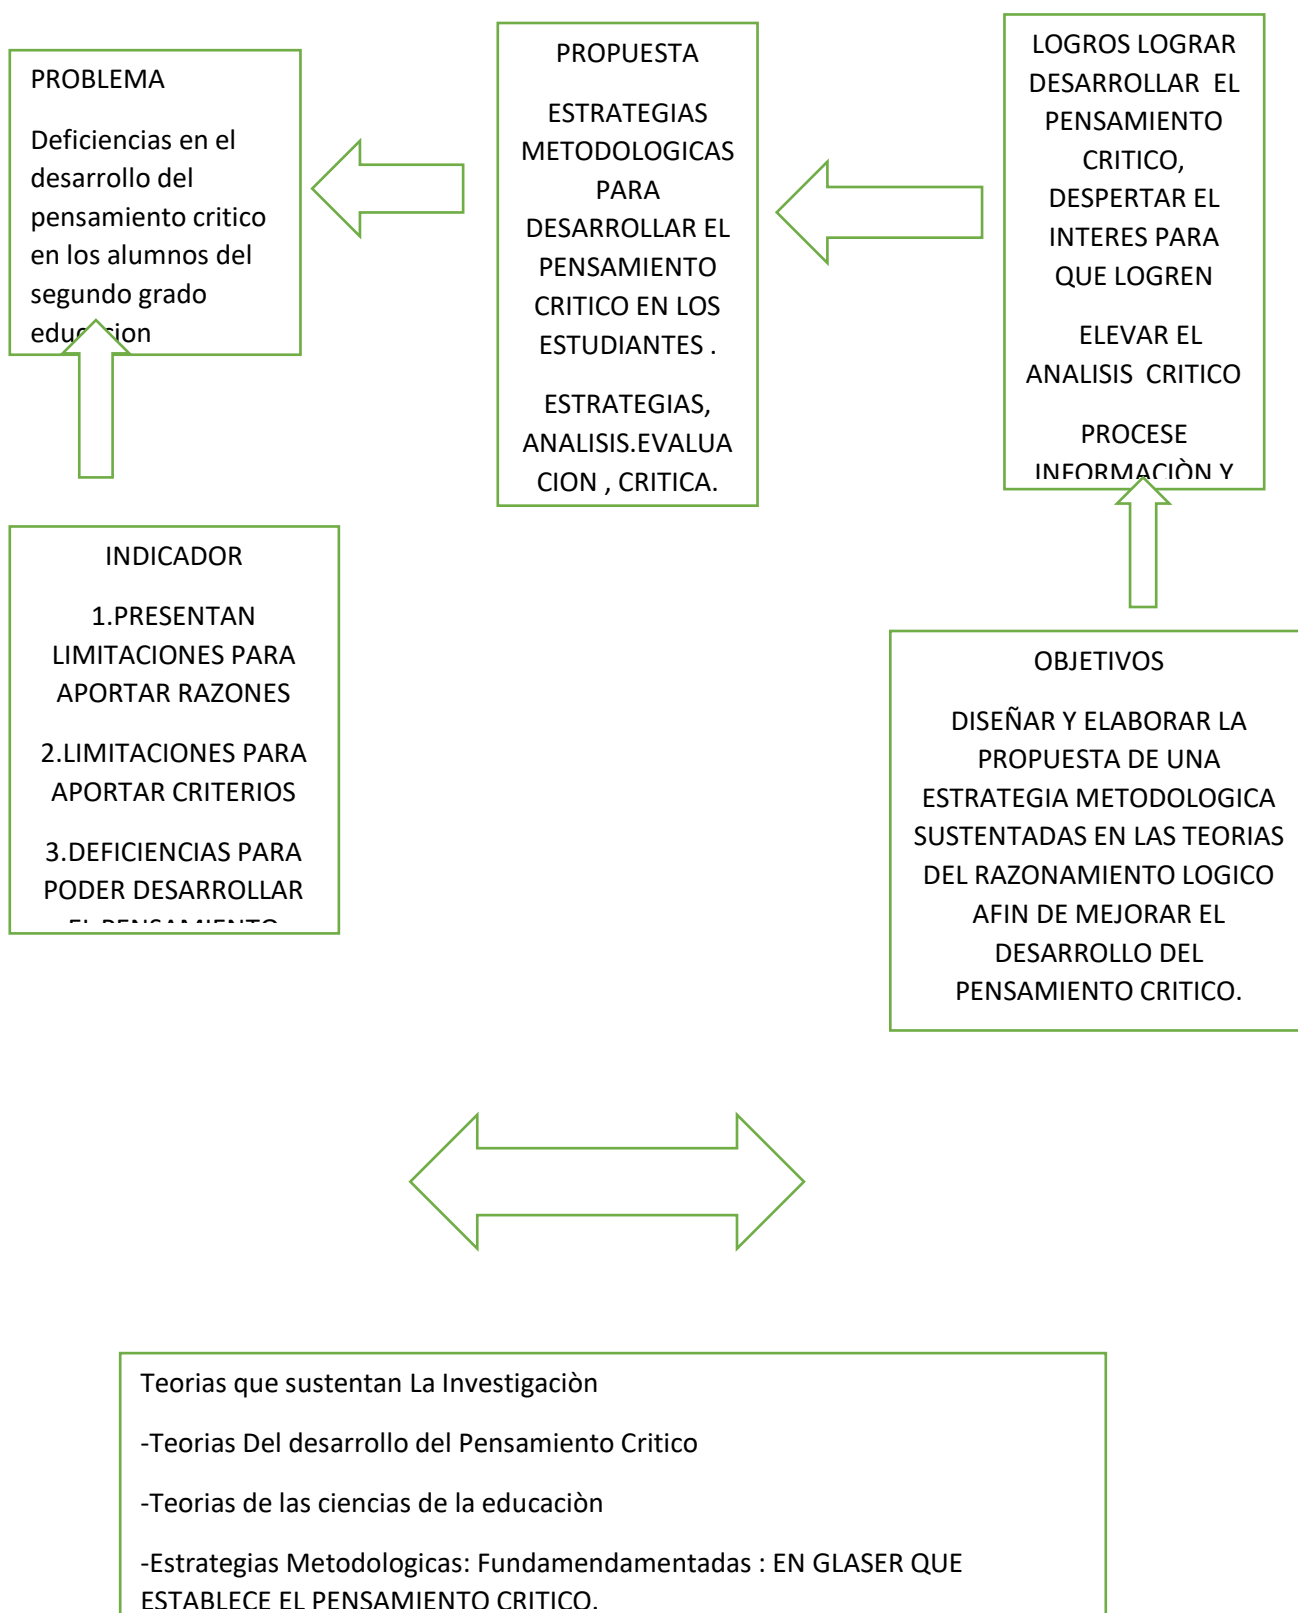 PROBLEMA
Deficiencias en el
desarrollo del
pensamiento critico
en los alumnos del
segundo grado
educacion
PROPUESTA
ESTRATEGIAS
METODOLOGICAS
PARA
DESARROLLAR EL
PENSAMIENTO
CRITICO EN LOS
ESTUDIANTES .
ESTRATEGIAS,
ANALISIS.EVALUA
CION , CRITICA.
LOGROS LOGRAR
DESARROLLAR EL
PENSAMIENTO
CRITICO,
DESPERTAR EL
INTERES PARA
QUE LOGREN
ELEVAR EL
ANALISIS CRITICO
PROCESE
INFORMACIÒN Y
INDICADOR
1.PRESENTAN
LIMITACIONES PARA
APORTAR RAZONES
2.LIMITACIONES PARA
APORTAR CRITERIOS
3.DEFICIENCIAS PARA
PODER DESARROLLAR
EL PENSAMIENTO
OBJETIVOS
DISEÑAR Y ELABORAR LA
PROPUESTA DE UNA
ESTRATEGIA METODOLOGICA
SUSTENTADAS EN LAS TEORIAS
DEL RAZONAMIENTO LOGICO
AFIN DE MEJORAR EL
DESARROLLO DEL
PENSAMIENTO CRITICO.
Teorias que sustentan La Investigaciòn
-Teorias Del desarrollo del Pensamiento Critico
-Teorias de las ciencias de la educaciòn
-Estrategias Metodologicas: Fundamendamentadas : EN GLASER QUE
ESTABLECE EL PENSAMIENTO CRITICO.